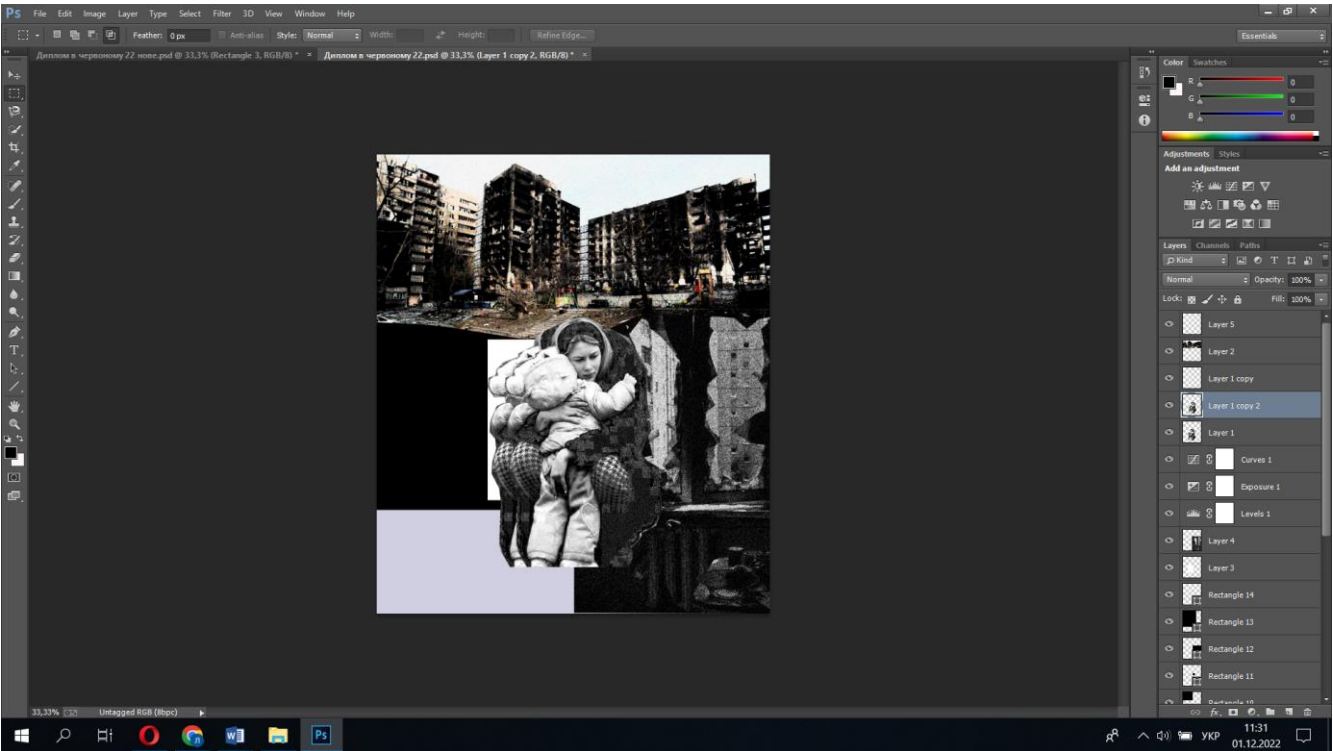 Ps File Edit Image Layer Type Select Filter 3D View Window Help
Feather: 0 px Anti-alias Style: Normal Width: Height: Refine Edge... Essentials
Диплом в червоному 22 нове.psd @ 33,3% (Rectangle 3, RGB/8) * × Диплом в червоному 22.psd @ 33,3% (Layer 1 copy 2, RGB/8) * ×
Color Swatches
R 0
G 0
B 0
Adjustments Styles
Add an adjustment
Layers Channels Paths
Kind
Normal Opacity: 100%
Lock: Fill: 100%
Layer 5
Layer 2
Layer 1 copy
Layer 1 copy 2
Layer 1
Curves 1
Exposure 1
Levels 1
Layer 4
Layer 3
Rectangle 14
Rectangle 13
Rectangle 12
Rectangle 11
Rectangle 10
33,33% Untagged RGB (8bpc)
Ps УКР 11:31
01.12.2022